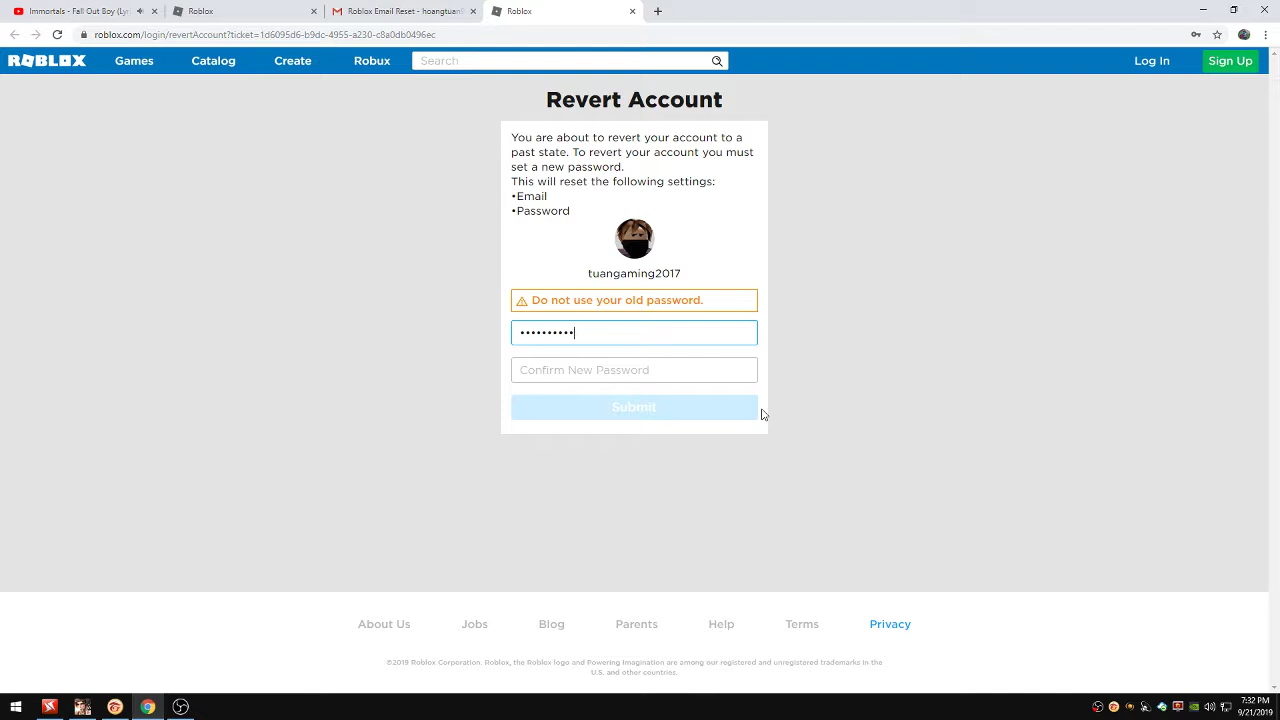 Immortals - Fall Out Boy (Ly
Roblox
Roblox Email Reset - hoangtuan9
Roblox
roblox.com/login/revertAccount?ticket=1d6095d6-b9dc-4955-a230-c8a0db0496ec
ROBLOX
Games
Catalog
Create
Robux
Search
Log In
Sign Up
Revert Account
You are about to revert your account to a
past state. To revert your account you must
set a new password.
This will reset the following settings:
•Email
•Password
tuangaming2017
Do not use your old password.
••••••••••
Confirm New Password
Submit
About Us
Jobs
Blog
Parents
Help
Terms
Privacy
©2019 Roblox Corporation. Roblox, the Roblox logo and Powering Imagination are among our registered and unregistered trademarks in the
U.S. and other countries.
7:32 PM
9/21/2019